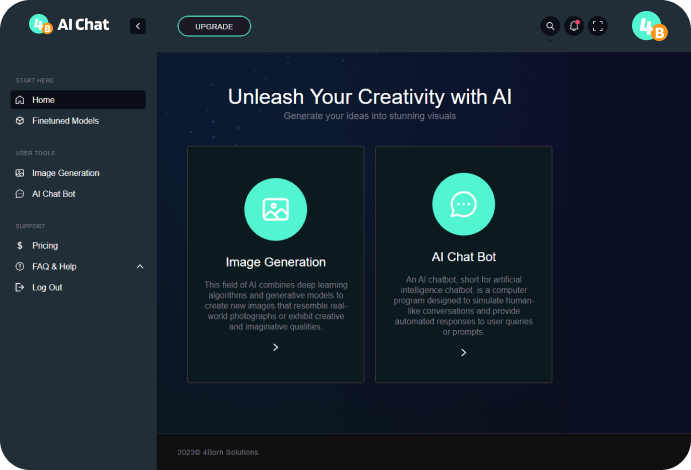 4B AI Chat
UPGRADE
4B
START HERE
Home
Finetuned Models
USER TOOLS
Image Generation
AI Chat Bot
SUPPORT
$ Pricing
FAQ & Help
Log Out
Unleash Your Creativity with AI
Generate your ideas into stunning visuals
Image Generation
This field of AI combines deep learning
algorithms and generative models to
create new images that resemble real-
world photographs or exhibit creative
and imaginative qualities.
AI Chat Bot
An AI chatbot, short for artificial
intelligence chatbot, is a computer
program designed to simulate human-
like conversations and provide
automated responses to user queries
or prompts.
2023© 4Born Solutions